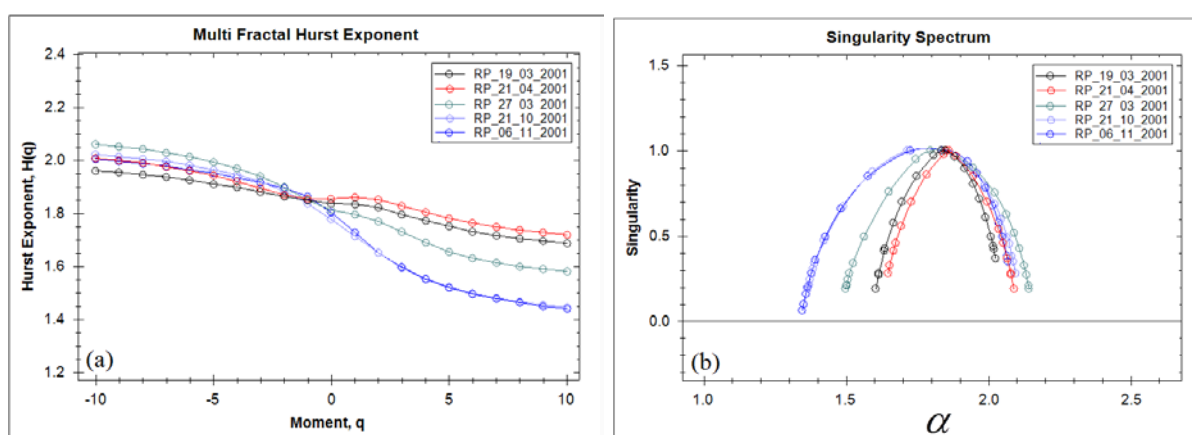 Multi Fractal Hurst Exponent
2.4
2.2
2.0
1.8
1.6
1.4
1.2
Hurst Exponent, H(q)
RP_19_03_2001
RP_21_04_2001
RP_27_03_2001
RP_21_10_2001
RP_06_11_2001
(a)
-10
-5
0
5
10
Moment, q
Singularity Spectrum
1.5
1.0
0.5
0.0
Singularity
RP_19_03_2001
RP_21_04_2001
RP_27_03_2001
RP_21_10_2001
RP_06_11_2001
(b)
1.0
1.5
2.0
2.5
α